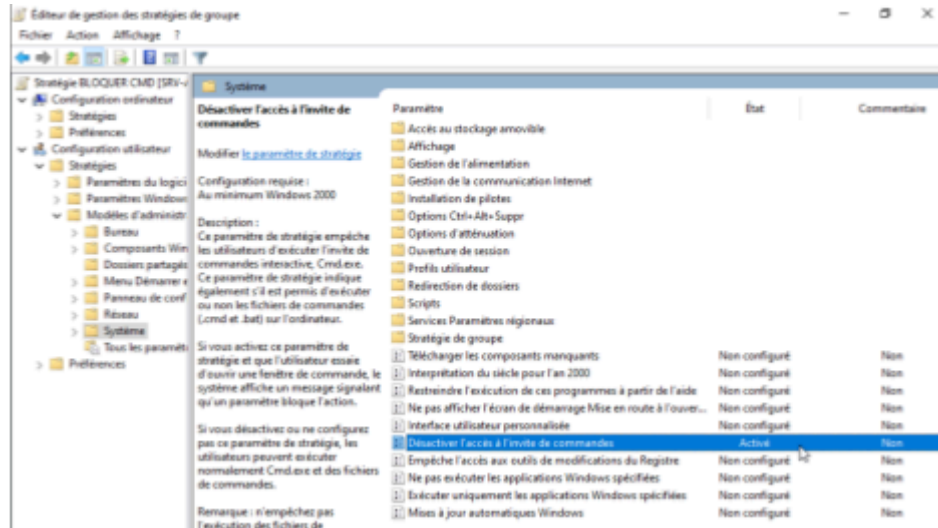 Éditeur de gestion des stratégies de groupe
Fichier Action Affichage ?
Stratégie BLOQUER CMD [SRV-
Configuration ordinateur
Stratégies
Préférences
Configuration utilisateur
Stratégies
Paramètres du logici
Paramètres Window
Modèles d'administr
Bureau
Composants Win
Dossiers partagés
Menu Démarrer e
Panneau de conf
Réseau
Système
Tous les paramèt
Préférences
Système
Désactiver l'accès à l'invite de
commandes
Modifier le paramètre de stratégie
Configuration requise :
Au minimum Windows 2000
Description :
Ce paramètre de stratégie empêche
les utilisateurs d'exécuter l'invite de
commandes interactive, Cmd.exe.
Ce paramètre de stratégie indique
également s'il est permis d'exécuter
ou non les fichiers de commandes
(.cmd et .bat) sur l'ordinateur.
Si vous activez ce paramètre de
stratégie et que l'utilisateur essaie
d'ouvrir une fenêtre de commande, le
système affiche un message signalant
qu'un paramètre bloque l'action.
Si vous désactivez ou ne configurez
pas ce paramètre de stratégie, les
utilisateurs peuvent exécuter
normalement Cmd.exe et des fichiers
de commandes.
Remarque : n'empêchez pas
l'exécution des fichiers de
Paramètre État Commentaire
Accès au stockage amovible
Affichage
Gestion de l'alimentation
Gestion de la communication Internet
Installation de pilotes
Options Ctrl+Alt+Suppr
Options d'atténuation
Ouverture de session
Profils utilisateur
Redirection de dossiers
Scripts
Services Paramètres régionaux
Stratégie de groupe
Télécharger les composants manquants Non configuré Non
Interprétation du siècle pour l'an 2000 Non configuré Non
Restreindre l'exécution de ces programmes à partir de l'aide Non configuré Non
Ne pas afficher l'écran de démarrage Mise en route à l'ouver... Non configuré Non
Interface utilisateur personnalisée Non configuré Non
Désactiver l'accès à l'invite de commandes Activé Non
Empêche l'accès aux outils de modifications du Registre Non configuré Non
Ne pas exécuter les applications Windows spécifiées Non configuré Non
Exécuter uniquement les applications Windows spécifiées Non configuré Non
Mises à jour automatiques Windows Non configuré Non